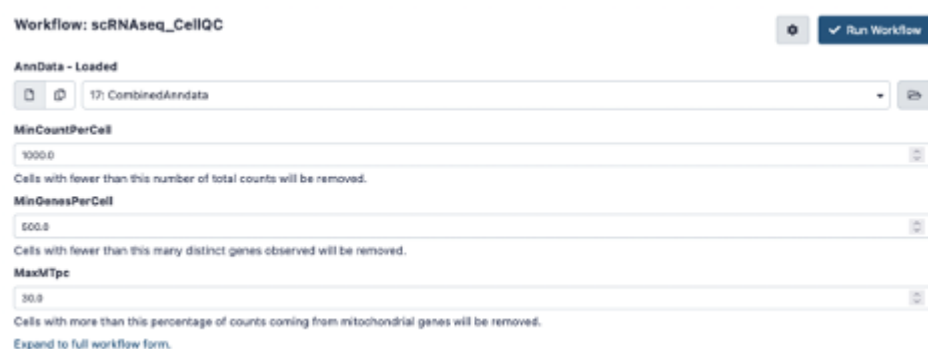 Workflow: scRNAseq_CellQC
Run Workflow
AnnData - Loaded
17: CombinedAnndata
MinCountPerCell
1000.0
Cells with fewer than this number of total counts will be removed.
MinGenesPerCell
500.0
Cells with fewer than this many distinct genes observed will be removed.
MaxMTpc
30.0
Cells with more than this percentage of counts coming from mitochondrial genes will be removed.
Expand to full workflow form.